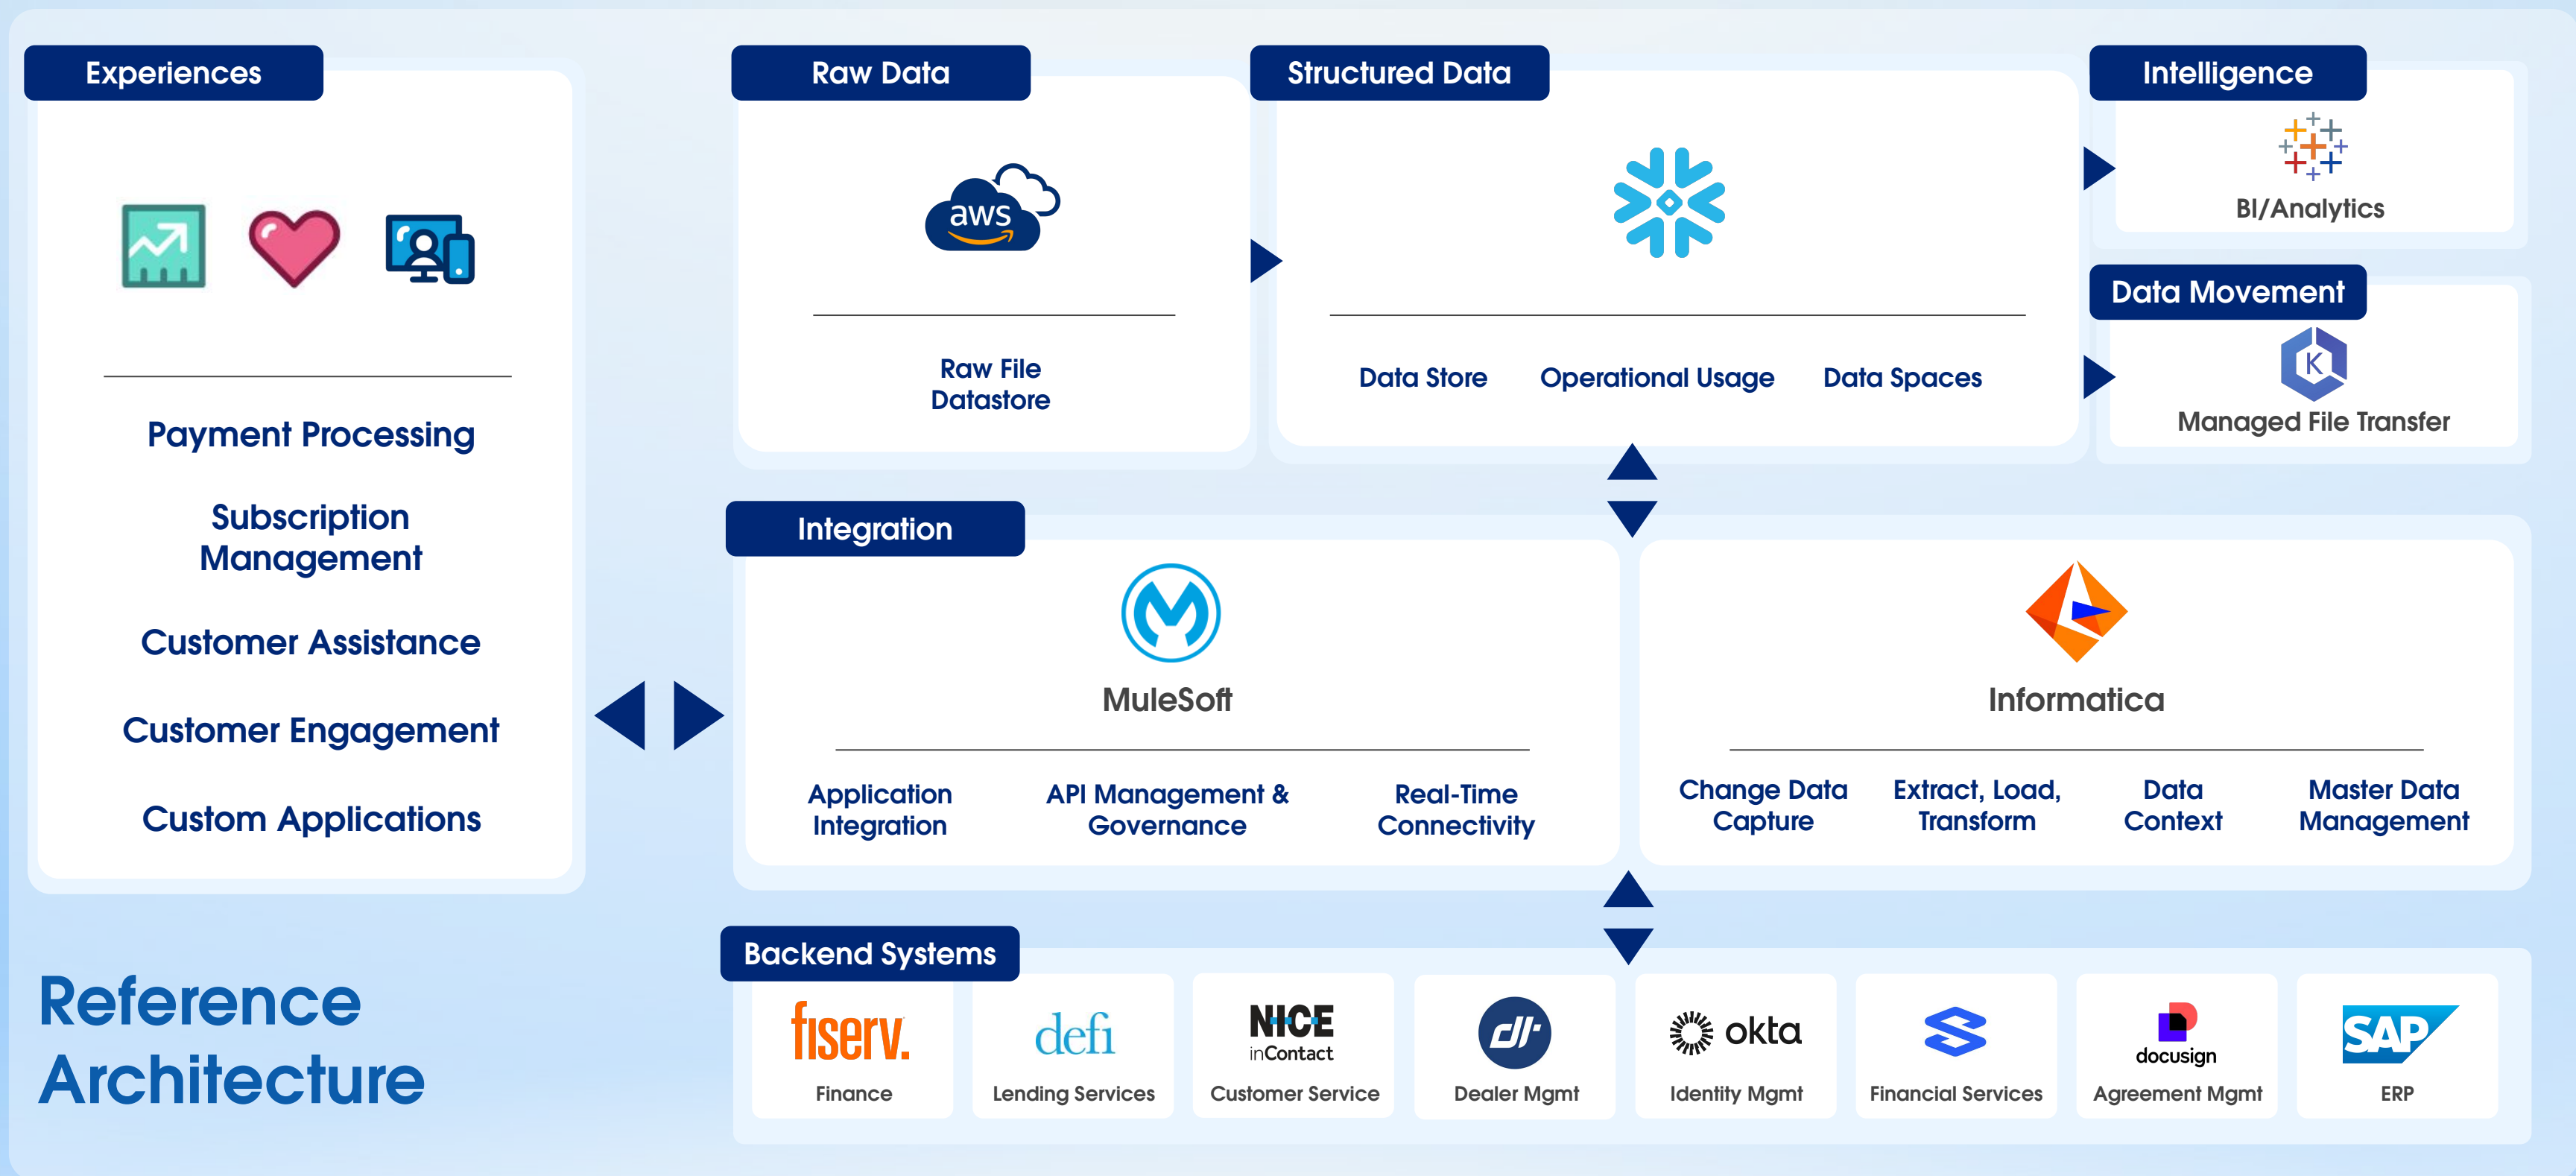 Experiences
Payment Processing
Subscription
Management
Customer Assistance
Customer Engagement
Custom Applications
Reference
Architecture
Raw Data
aws
Raw File
Datastore
Structured Data
Data Store
Operational Usage
Data Spaces
Intelligence
BI/Analytics
Data Movement
K
Managed File Transfer
Integration
MuleSoft
Application
Integration
API Management &
Governance
Real-Time
Connectivity
Informatica
Change Data
Capture
Extract, Load,
Transform
Data
Context
Master Data
Management
Backend Systems
fiserv.
Finance
defi
Lending Services
NICE
inContact
Customer Service
dt
Dealer Mgmt
okta
Identity Mgmt
Financial Services
docusign
Agreement Mgmt
SAP
ERP